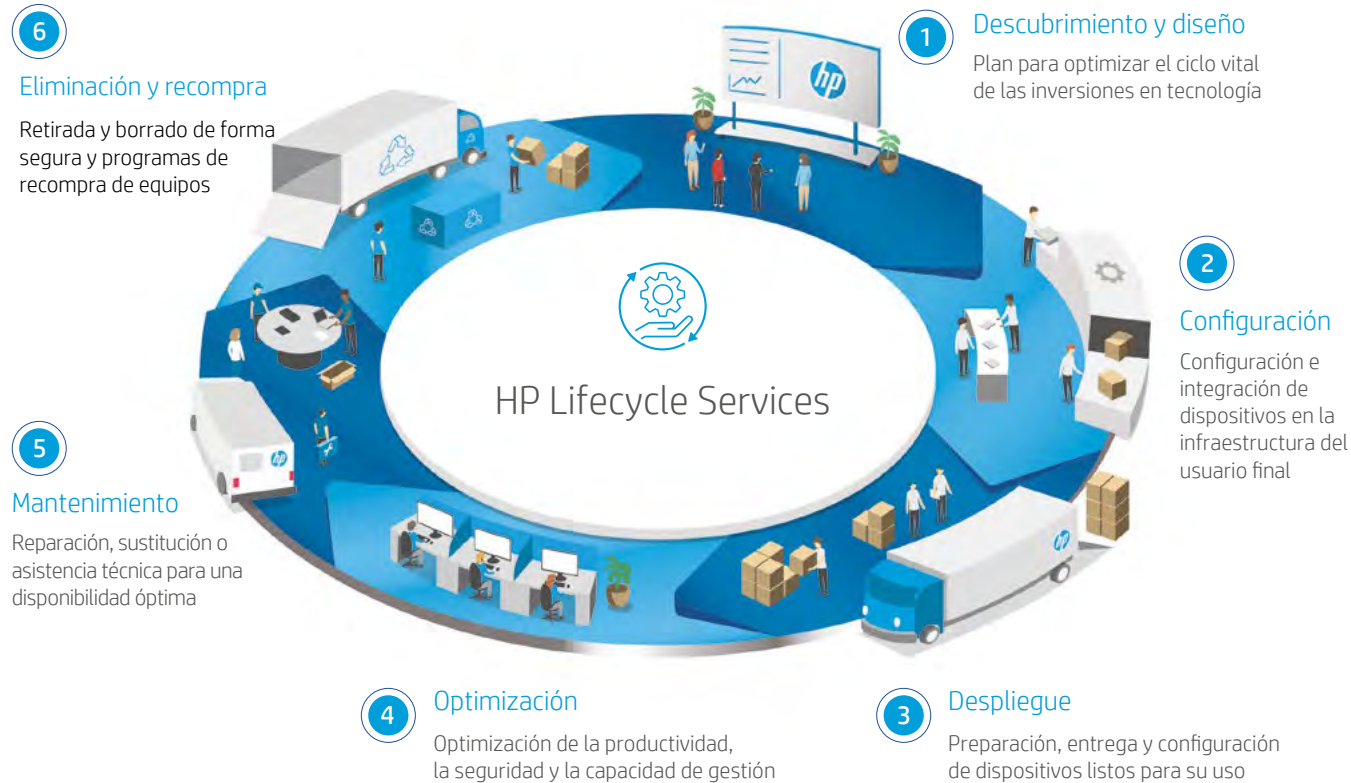 1
Descubrimiento y diseño
Plan para optimizar el ciclo vital
de las inversiones en tecnología
2
Configuración
Configuración e
integración de
dispositivos en la
infraestructura del
usuario final
3
Despliegue
Preparación, entrega y configuración
de dispositivos listos para su uso
4
Optimización
Optimización de la productividad,
la seguridad y la capacidad de gestión
5
Mantenimiento
Reparación, sustitución o
asistencia técnica para una
disponibilidad óptima
6
Eliminación y recompra
Retirada y borrado de forma
segura y programas de
recompra de equipos
HP Lifecycle Services
hp
hp
hp